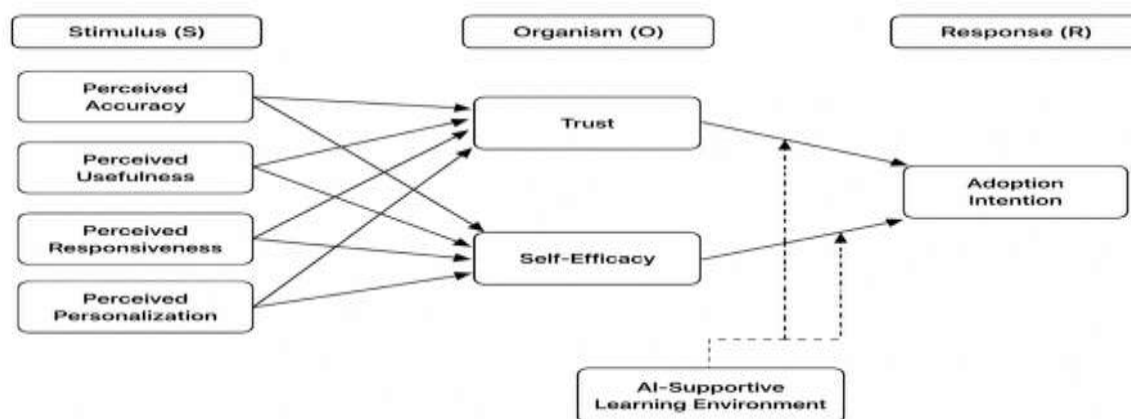 Stimulus (S)
Organism (O)
Response (R)
Perceived
Accuracy
Perceived
Usefulness
Perceived
Responsiveness
Perceived
Personalization
Trust
Self-Efficacy
Adoption
Intention
AI-Supportive
Learning Environment